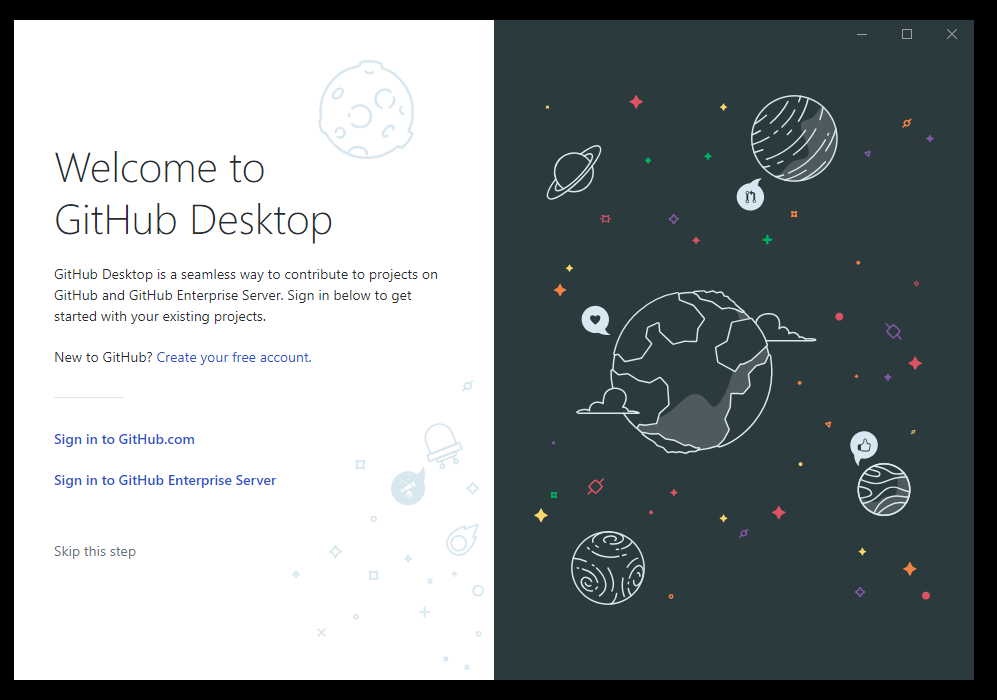 Welcome to
GitHub Desktop
GitHub Desktop is a seamless way to contribute to projects on
GitHub and GitHub Enterprise Server. Sign in below to get
started with your existing projects.
New to GitHub? Create your free account.
Sign in to GitHub.com
Sign in to GitHub Enterprise Server
Skip this step